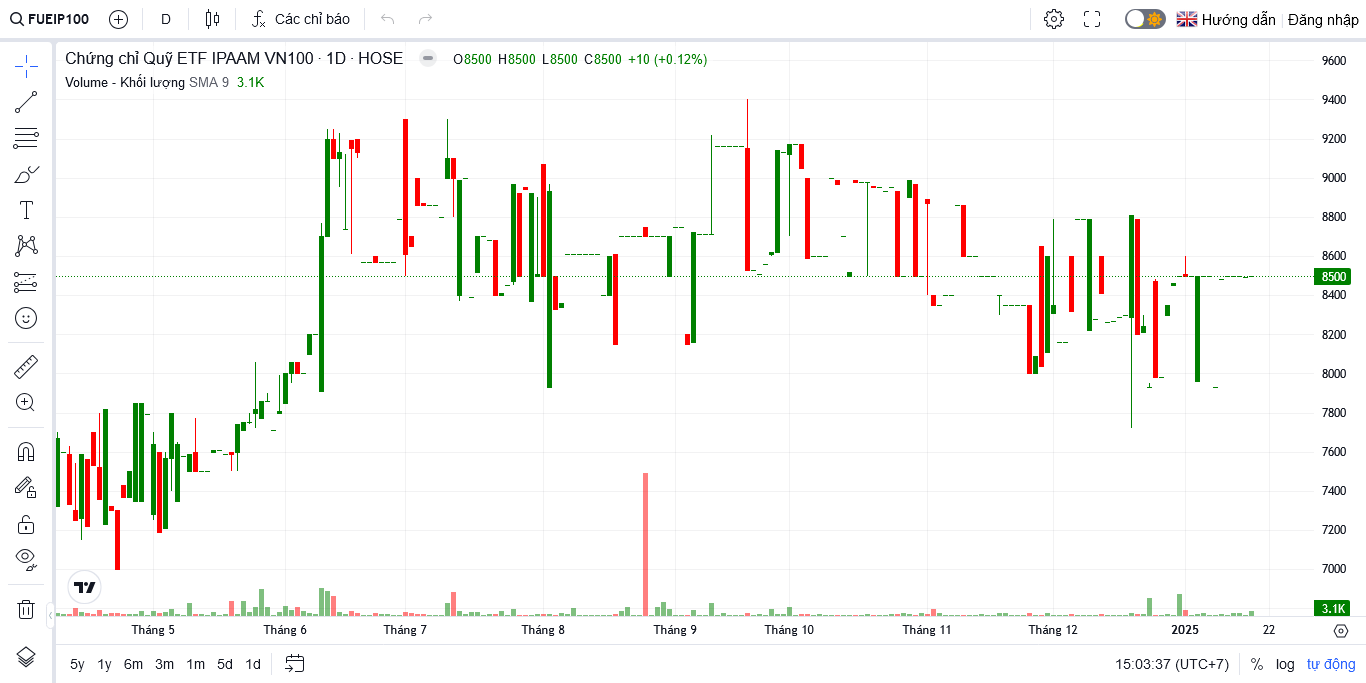 FUEIP100 D Các chỉ báo Hướng dẫn Đăng nhập
Chứng chỉ Quỹ ETF IPAAM VN100 · 1D · HOSE O8500 H8500 L8500 C8500 +10 (+0.12%)
Volume - Khối lượng SMA 9 3.1K
9600
9400
9200
9000
8800
8600
8500
8400
8200
8000
7800
7600
7400
7200
7000
3.1K
Tháng 5 Tháng 6 Tháng 7 Tháng 8 Tháng 9 Tháng 10 Tháng 11 Tháng 12 2025 22
5y 1y 6m 3m 1m 5d 1d 15:03:37 (UTC+7) % log tự động